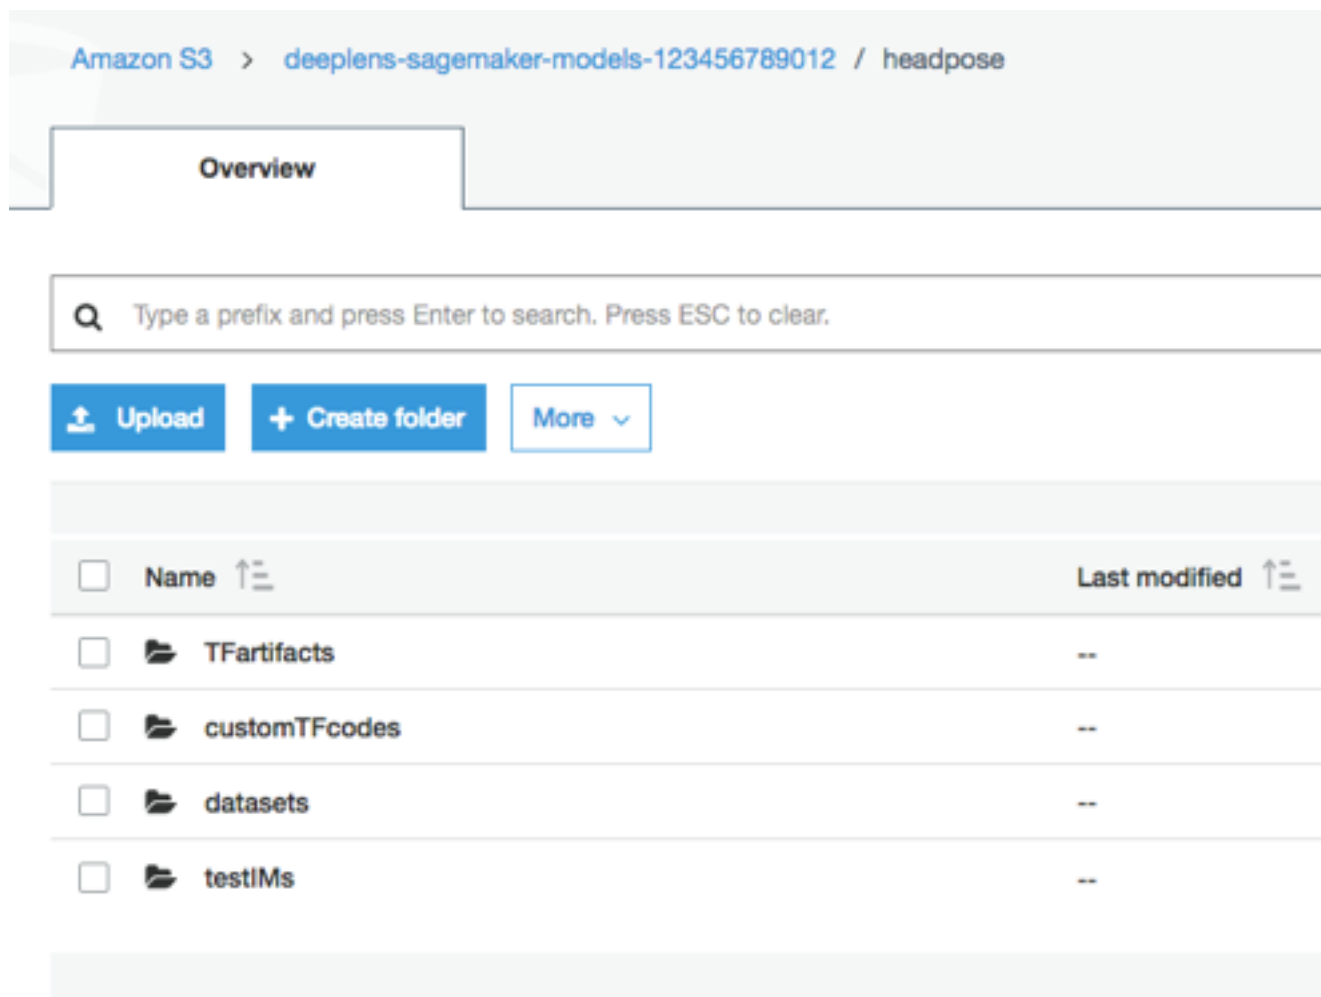 Amazon S3 > deeplens-sagemaker-models-123456789012 / headpose
Overview
Type a prefix and press Enter to search. Press ESC to clear.
Upload + Create folder More
Name Last modified
TFartifacts --
customTFcodes --
datasets --
testIMs --